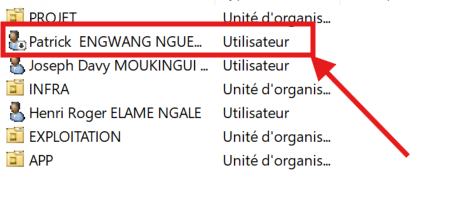 PROJET Unité d'organis...
Patrick ENGWANG NGUE... Utilisateur
Joseph Davy MOUKINGUI ... Utilisateur
INFRA Unité d'organis...
Henri Roger ELAME NGALE Utilisateur
EXPLOITATION Unité d'organis...
APP Unité d'organis...